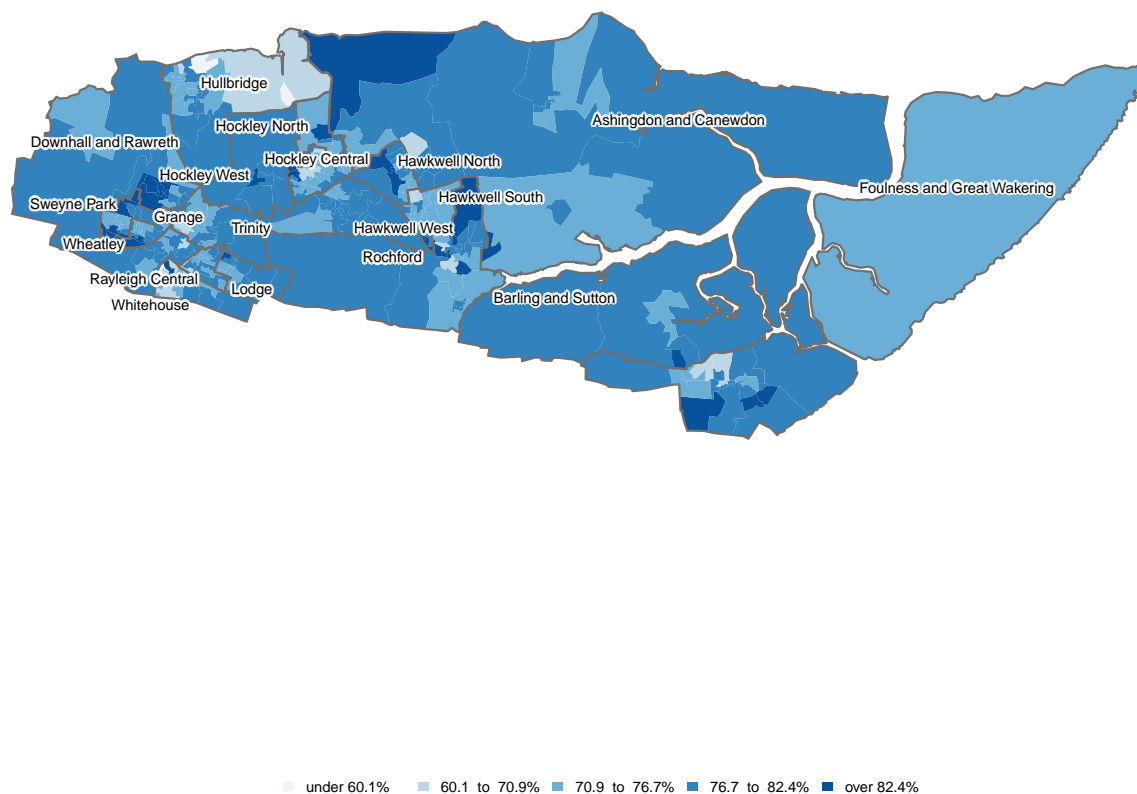 Hullbridge
Ashingdon and Canewdon
Hockley North
Downhall and Rawreth
Hockley Central
Hawkwell North
Hockley West
Foulness and Great Wakering
Hawkwell South
Sweyne Park
Grange
Trinity
Hawkwell West
Wheatley
Rochford
Rayleigh Central
Lodge
Barling and Sutton
Whitehouse
under 60.1% 60.1 to 70.9% 70.9 to 76.7% 76.7 to 82.4% over 82.4%